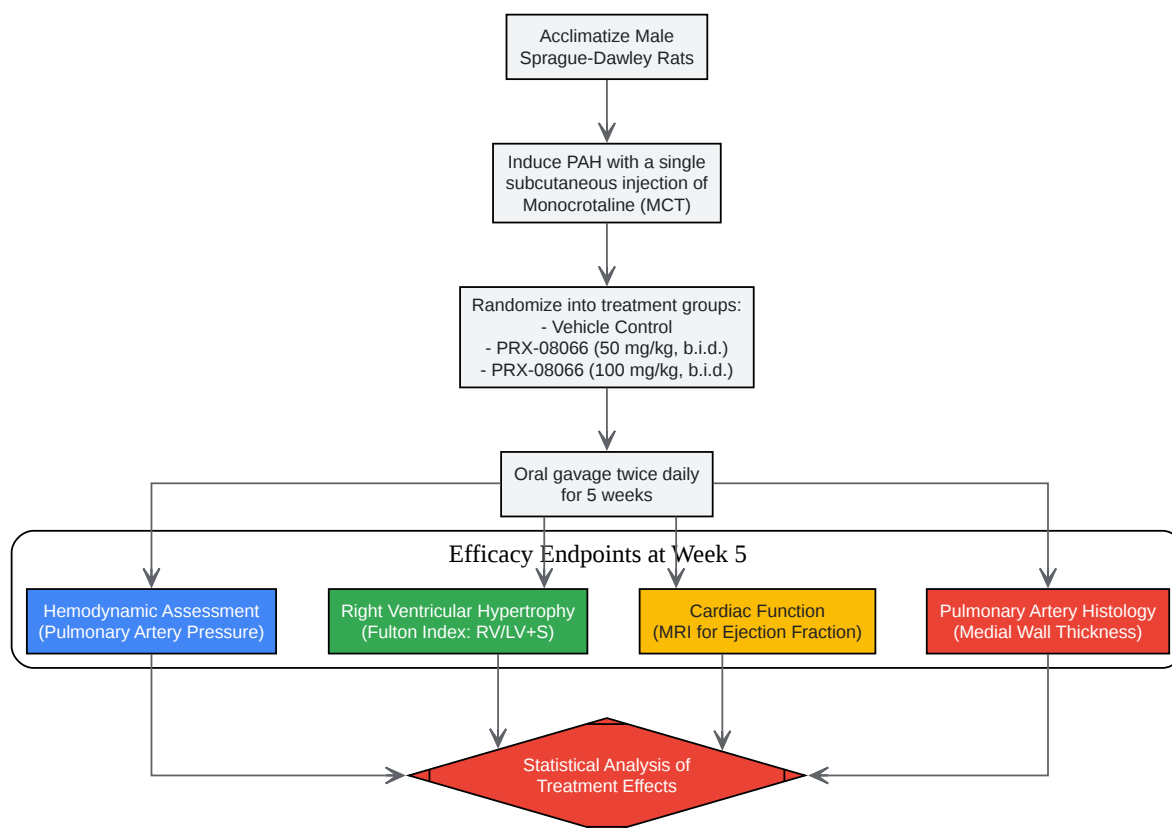 Acclimatize Male
Sprague-Dawley Rats
Induce PAH with a single
subcutaneous injection of
Monocrotaline (MCT)
Randomize into treatment groups:
- Vehicle Control
- PRX-08066 (50 mg/kg, b.i.d.)
- PRX-08066 (100 mg/kg, b.i.d.)
Oral gavage twice daily
for 5 weeks
Efficacy Endpoints at Week 5
Hemodynamic Assessment
(Pulmonary Artery Pressure)
Right Ventricular Hypertrophy
(Fulton Index: RV/LV+S)
Cardiac Function
(MRI for Ejection Fraction)
Pulmonary Artery Histology
(Medial Wall Thickness)
Statistical Analysis of
Treatment Effects